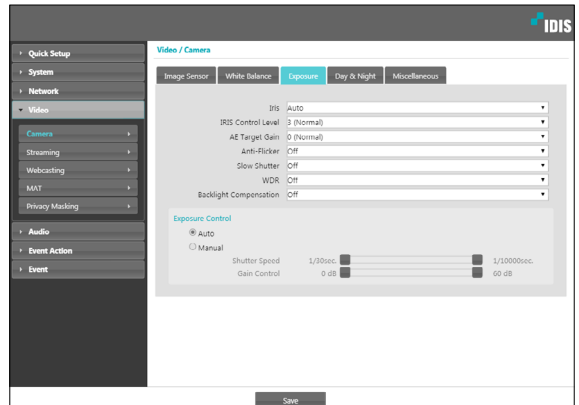 IDIS
Quick Setup
System
Network
Video
Camera
Streaming
Webcasting
MAT
Privacy Masking
Audio
Event Action
Event
Video / Camera
Image Sensor White Balance Exposure Day & Night Miscellaneous
Iris Auto
IRIS Control Level 3 (Normal)
AE Target Gain 0 (Normal)
Anti-Flicker Off
Slow Shutter Off
WDR Off
Backlight Compensation Off
Exposure Control
Auto
Manual
Shutter Speed 1/30sec. 1/10000sec.
Gain Control 0 dB 60 dB
Save